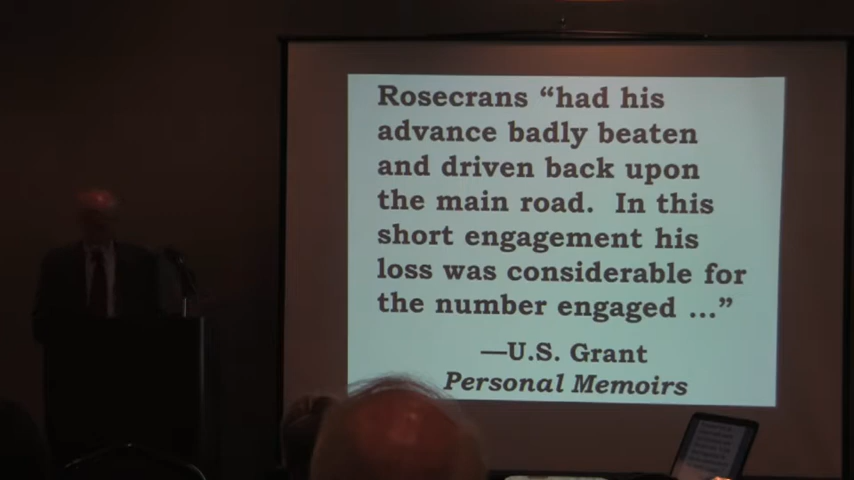 Rosecrans “had his
advance badly beaten
and driven back upon
the main road.  In this
short engagement his
loss was considerable for
the number engaged ...”
—U.S. Grant
Personal Memoirs